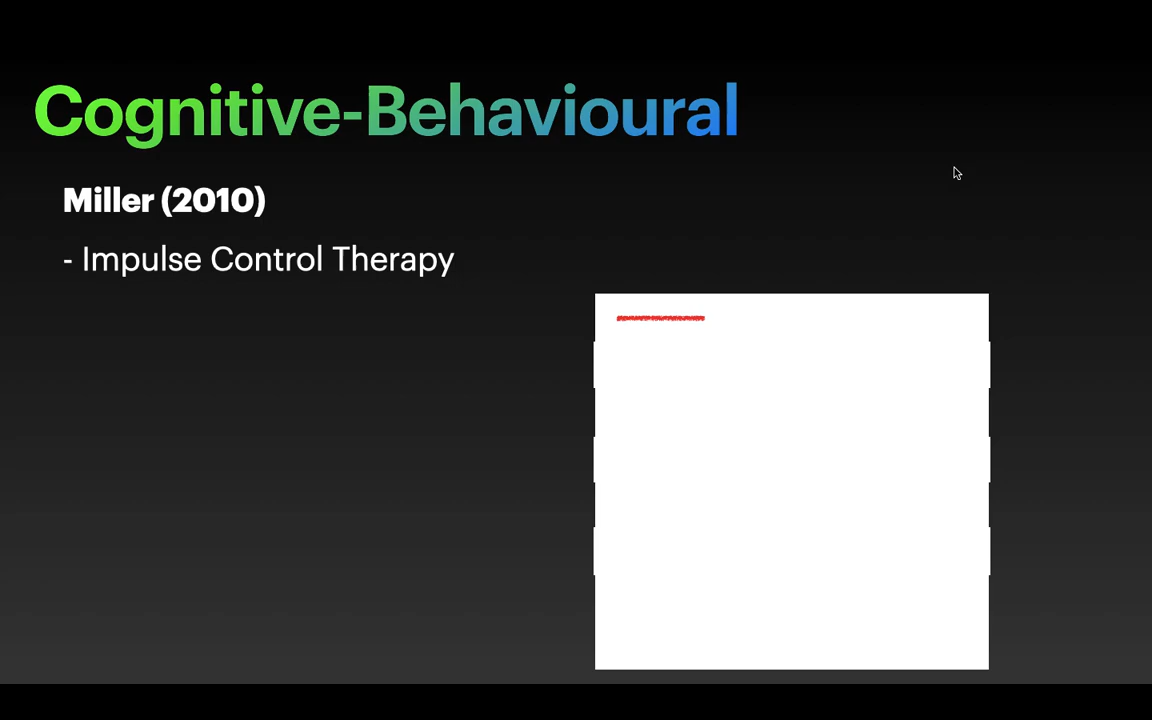 Cognitive-Behavioural
Miller (2010)
- Impulse Control Therapy